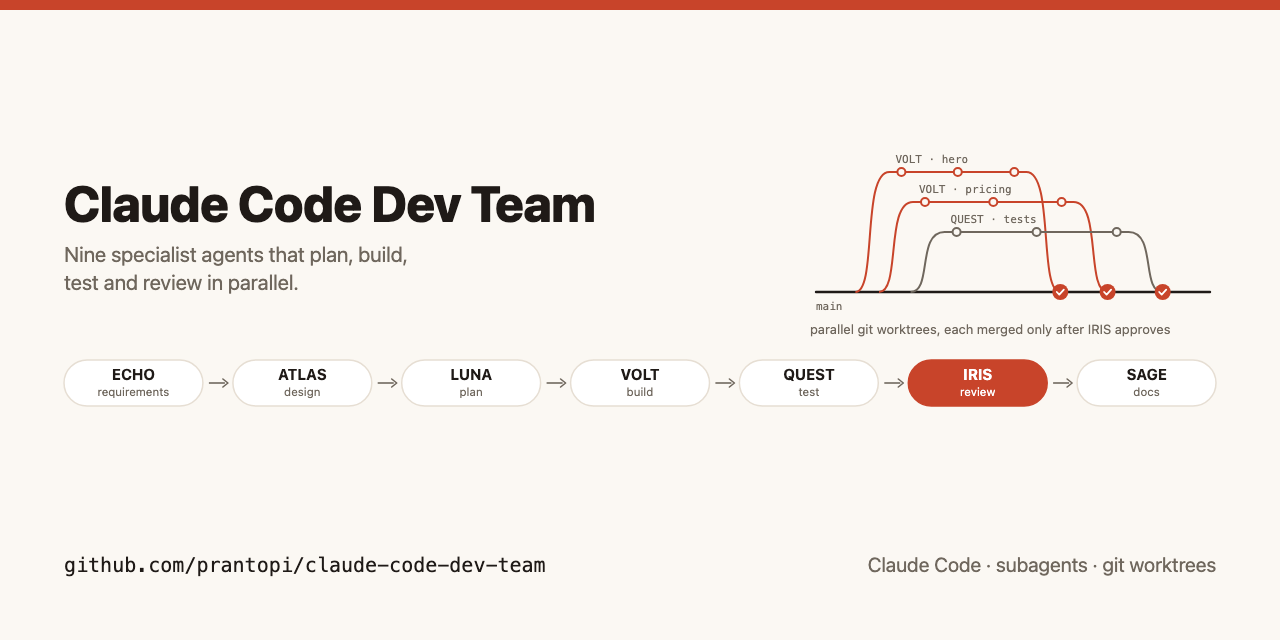 Claude Code Dev Team
Nine specialist agents that plan, build,
test and review in parallel.
VOLT · hero
VOLT · pricing
QUEST · tests
main
parallel git worktrees, each merged only after IRIS approves
ECHO
requirements
ATLAS
design
LUNA
plan
VOLT
build
QUEST
test
IRIS
review
SAGE
docs
github.com/prantopi/claude-code-dev-team
Claude Code · subagents · git worktrees